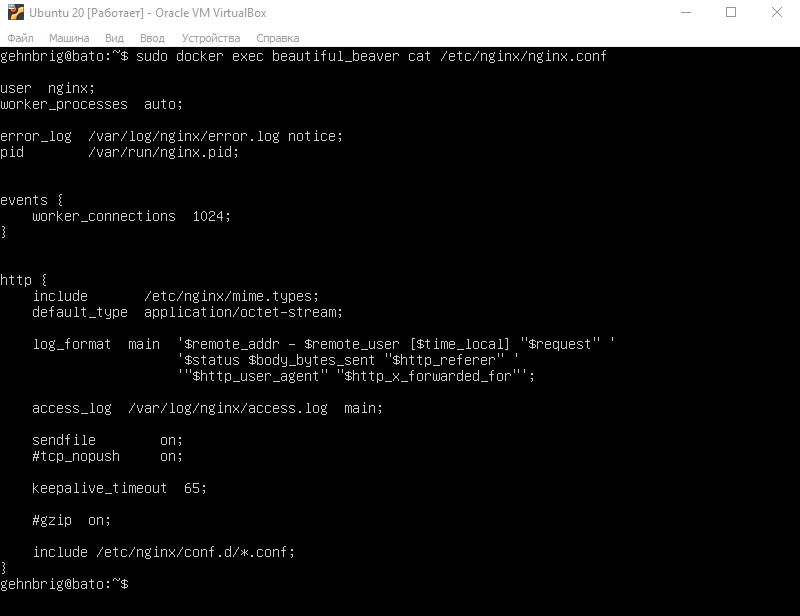 Ubuntu 20 [Работает] - Oracle VM VirtualBox
Файл Машина Вид Ввод Устройства Справка
gehnbrig@bato:~$ sudo docker exec beautiful_beaver cat /etc/nginx/nginx.conf
user  nginx;
worker_processes  auto;
error_log  /var/log/nginx/error.log notice;
pid        /var/run/nginx.pid;
events {
    worker_connections  1024;
}
http {
    include       /etc/nginx/mime.types;
    default_type  application/octet-stream;
    log_format  main  '$remote_addr - $remote_user [$time_local] "$request" '
                      '$status $body_bytes_sent "$http_referer" '
                      '"$http_user_agent" "$http_x_forwarded_for"';
    access_log  /var/log/nginx/access.log  main;
    sendfile        on;
    #tcp_nopush     on;
    keepalive_timeout  65;
    #gzip  on;
    include /etc/nginx/conf.d/*.conf;
}
gehnbrig@bato:~$